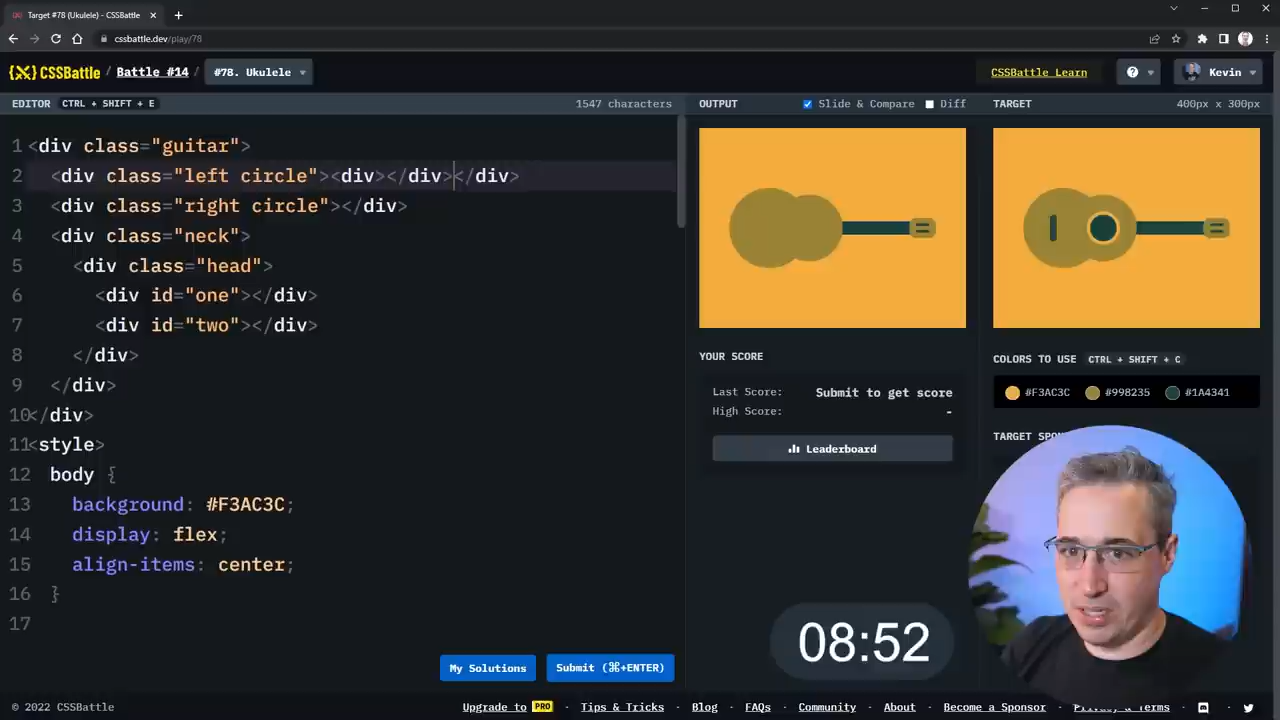 Target #78 (Ukulele) - CSSBattle
cssbattle.dev/play/78
{X} CSSBattle / Battle #14 / #78. Ukulele
CSSBattle Learn
?
Kevin
EDITOR CTRL + SHIFT + E 1547 characters
OUTPUT Slide & Compare Diff
TARGET 400px x 300px
1 <div class="guitar">
2 <div class="left circle"><div></div></div>
3 <div class="right circle"></div>
4 <div class="neck">
5 <div class="head">
6 <div id="one"></div>
7 <div id="two"></div>
8 </div>
9 </div>
10 </div>
11 <style>
12 body {
13 background: #F3AC3C;
14 display: flex;
15 align-items: center;
16 }
17
YOUR SCORE
Last Score: Submit to get score
High Score: -
Leaderboard
COLORS TO USE CTRL + SHIFT + C
#F3AC3C #998235 #1A4341
TARGET
08:52
My Solutions
Submit (⌘+ENTER)
© 2022 CSSBattle
Upgrade to PRO · Tips & Tricks · Blog · FAQs · Community · About · Become a Sponsor · Privacy & Terms